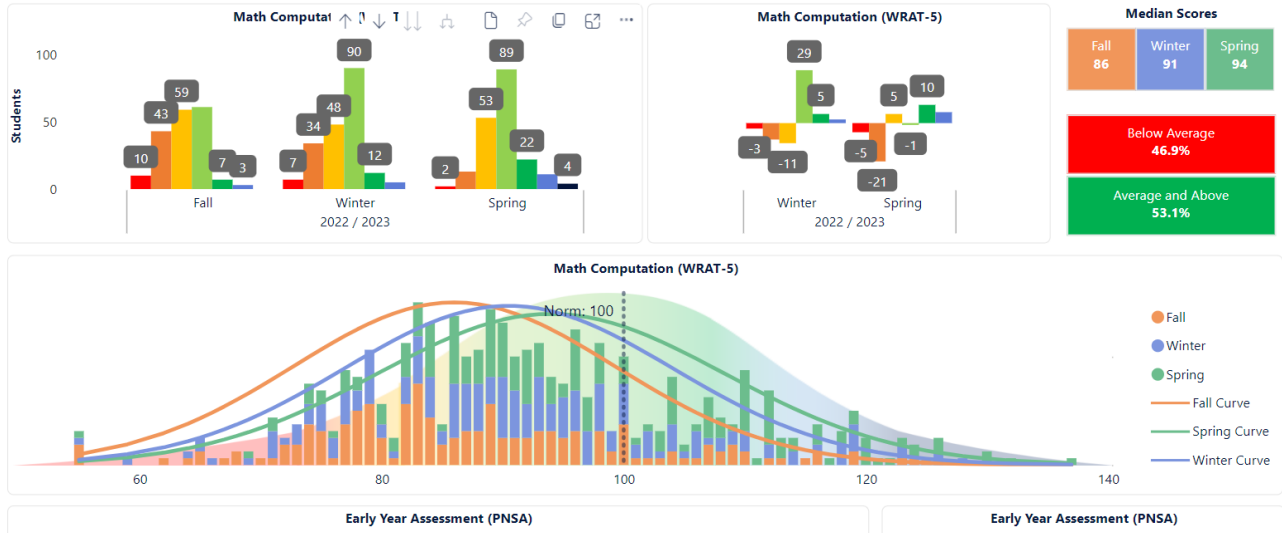 Math Computat
T
100
50
0
Students
10
43
59
7
3
7
34
48
90
12
2
53
89
22
4
Fall
Winter
Spring
2022 / 2023
Math Computation (WRAT-5)
-3
-11
29
5
-5
-21
5
-1
10
Winter
Spring
2022 / 2023
Median Scores
Fall
86
Winter
91
Spring
94
Below Average
46.9%
Average and Above
53.1%
Math Computation (WRAT-5)
Norm: 100
60
80
100
120
140
Fall
Winter
Spring
Fall Curve
Spring Curve
Winter Curve
Early Year Assessment (PNSA)
Early Year Assessment (PNSA)